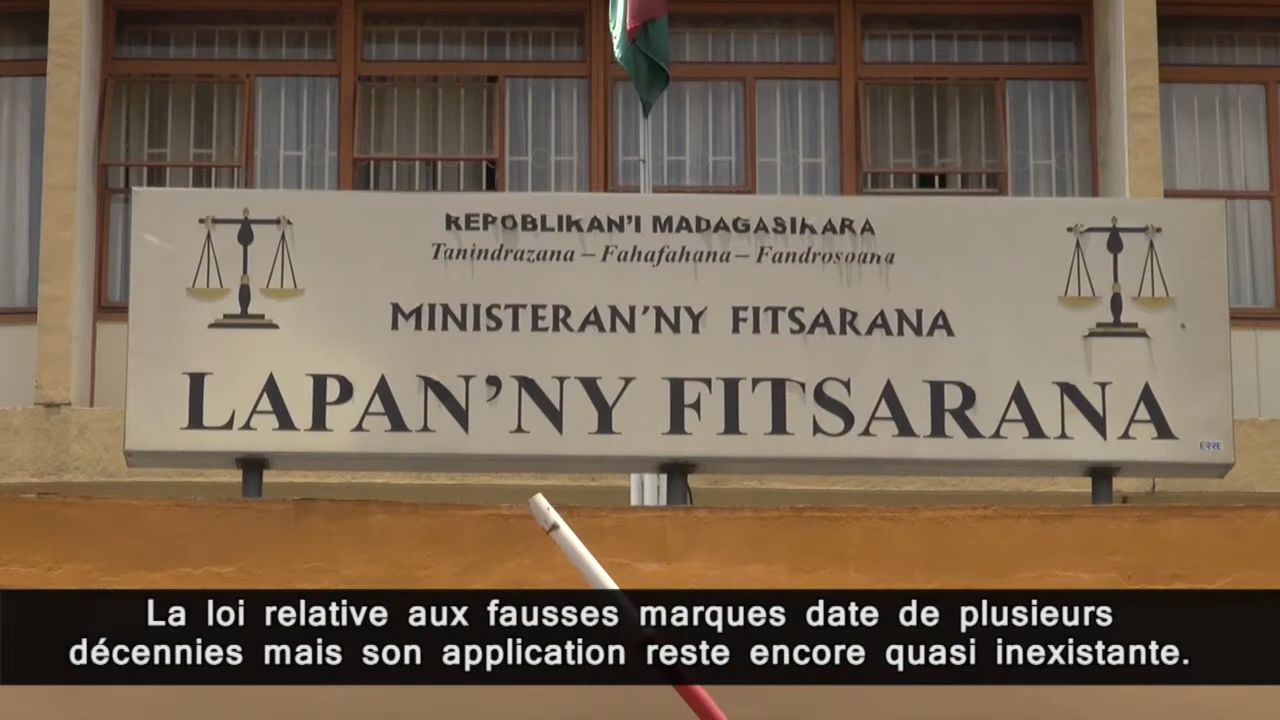 REPOBLIKAN'I MADAGASIKARA
Tanindrazana – Fahafahana – Fandrosoana
MINISTERAN'NY FITSARANA
LAPAN'NY FITSARANA
ERRE
La loi relative aux fausses marques date de plusieurs
décennies mais son application reste encore quasi inexistante.